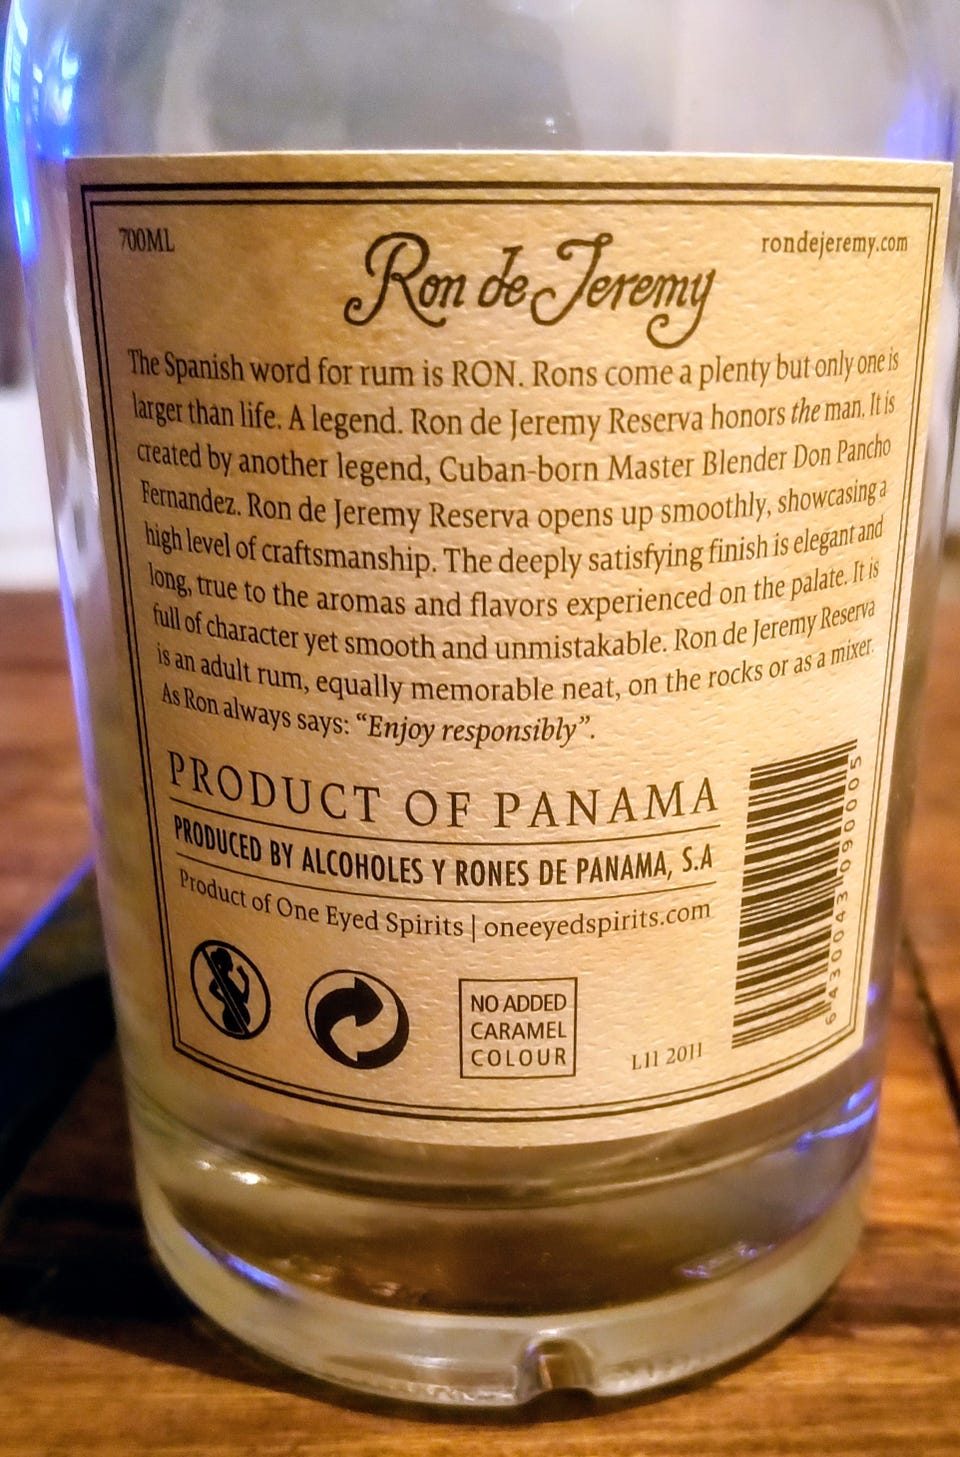 700ML
rondejeremy.com
Ron de Jeremy
The Spanish word for rum is RON. Rons come a plenty but only one is
larger than life. A legend. Ron de Jeremy Reserva honors the man. It is
created by another legend, Cuban-born Master Blender Don Pancho
Fernandez. Ron de Jeremy Reserva opens up smoothly, showcasing a
high level of craftsmanship. The deeply satisfying finish is elegant and
long, true to the aromas and flavors experienced on the palate. It is
full of character yet smooth and unmistakable. Ron de Jeremy Reserva
is an adult rum, equally memorable neat, on the rocks or as a mixer.
As Ron always says: “Enjoy responsibly”.
PRODUCT OF PANAMA
PRODUCED BY ALCOHOLES Y RONES DE PANAMA, S.A
Product of One Eyed Spirits | oneeyedspirits.com
NO ADDED
CARAMEL
COLOUR
L11 2011
6 430043 090005